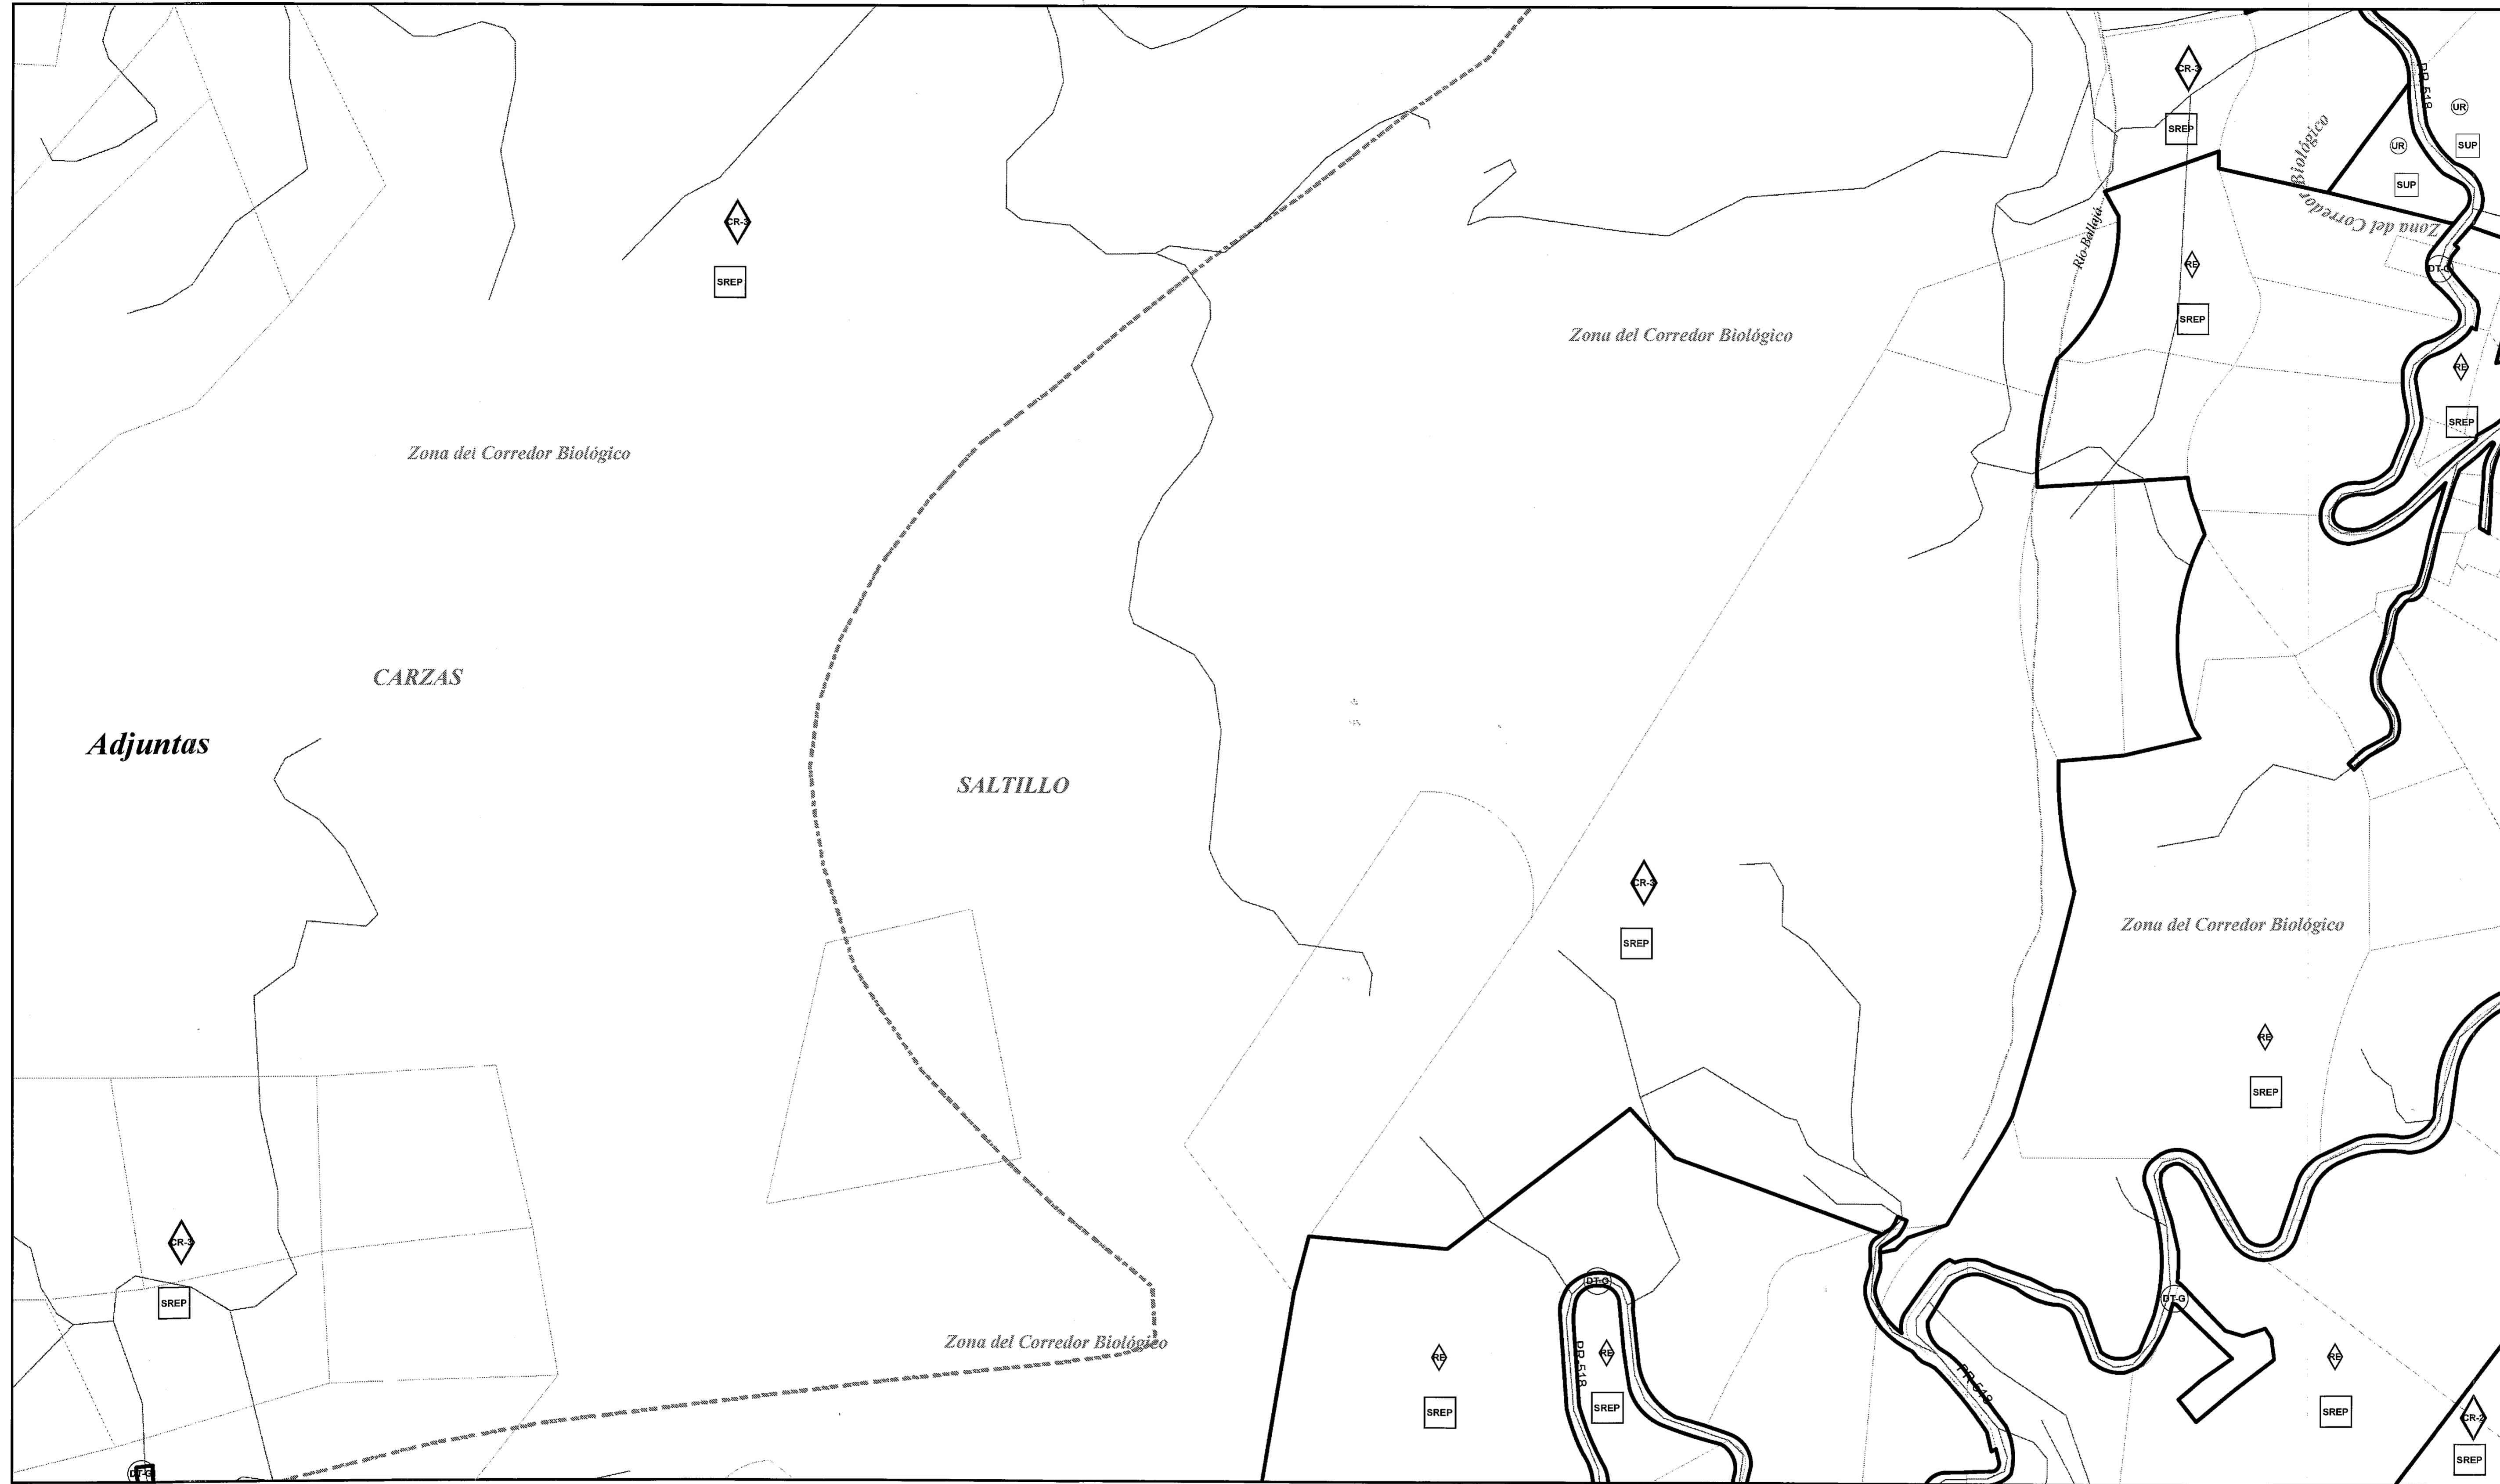 CR-3
PR-518
UR
SREP
Biológico
UR
SUP
SUP
CR-3
Zona del Corredor
Río Ballajá
RE
DT-G
SREP
SREP
Zona del Corredor Biológico
RE
SREP
Zona del Corredor Biológico
CARZAS
Adjuntas
SALTILLO
CR-3
Zona del Corredor Biológico
SREP
RE
SREP
CR-3
DT-G
DT-G
SREP
Zona del Corredor Biológico
RE
RE
RE
PR-518
PR-518
SREP
SREP
SREP
CR-2
SREP
DT-G